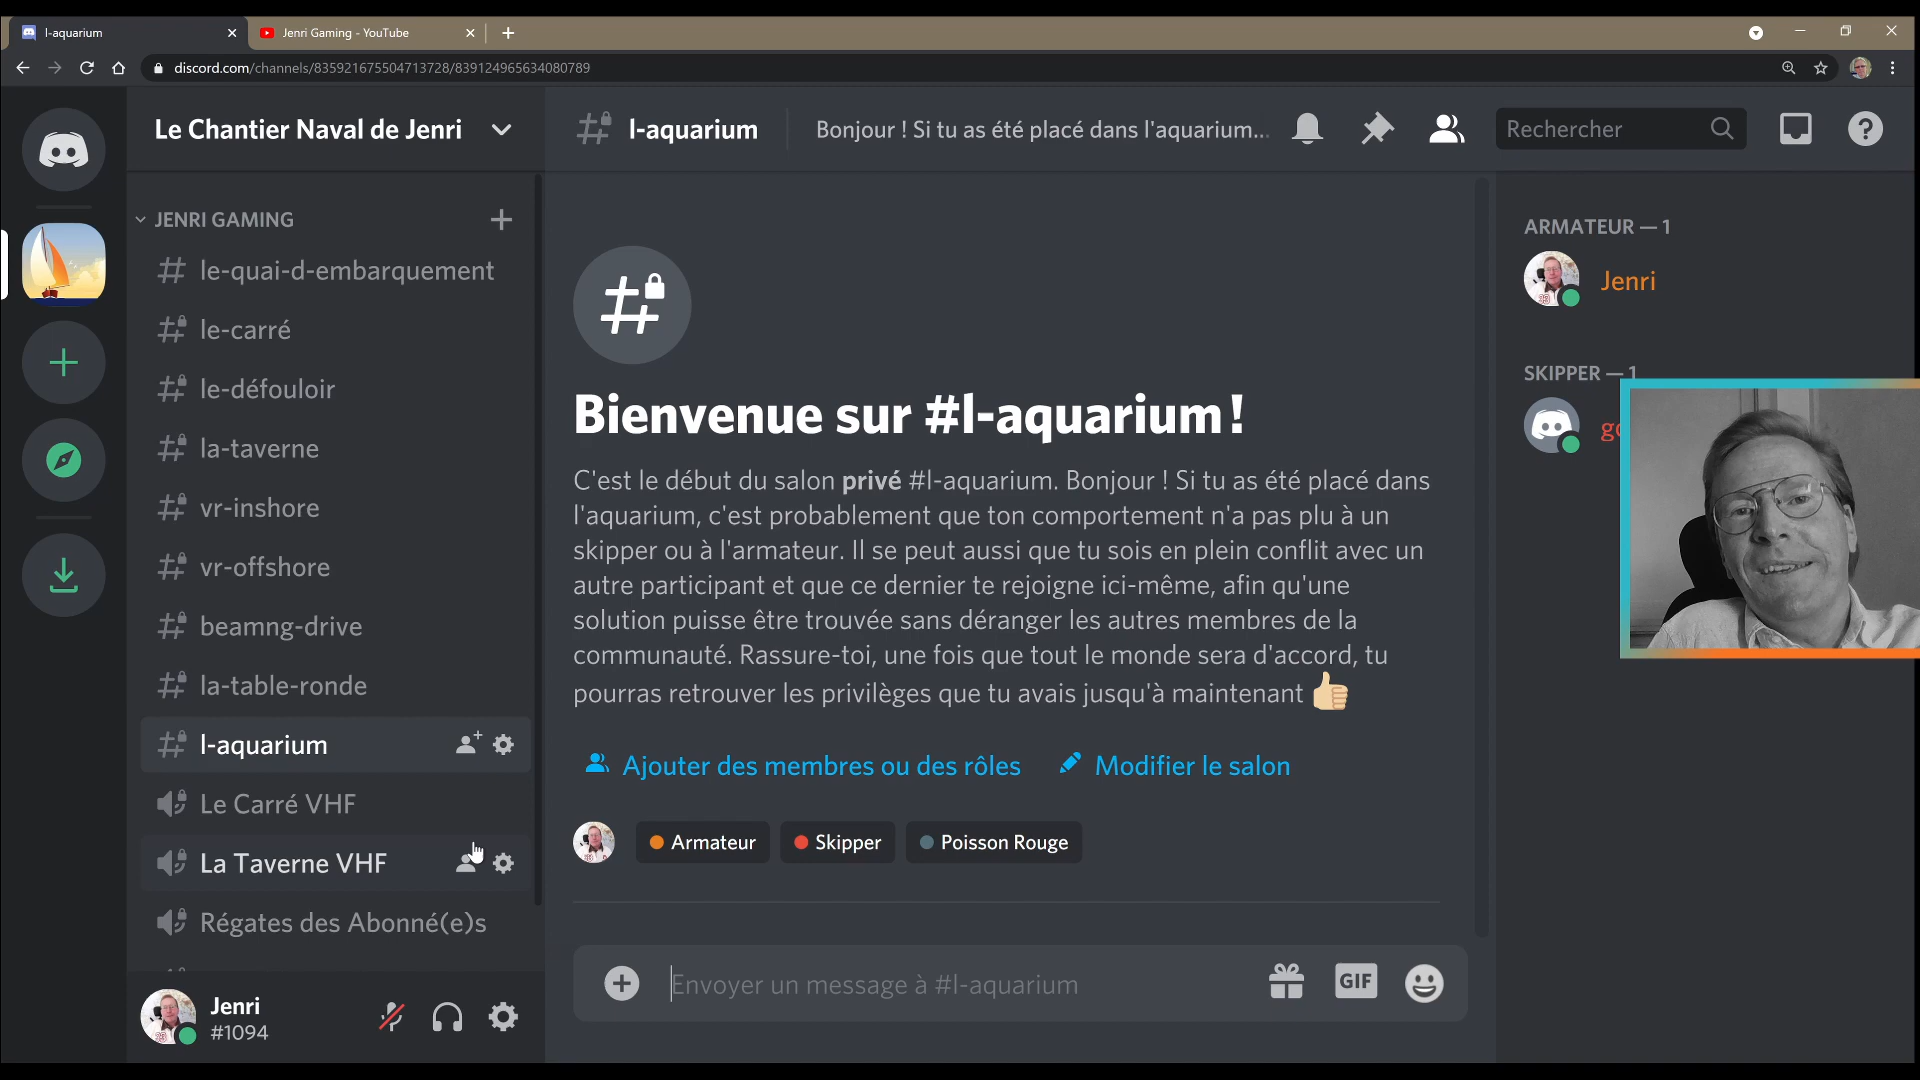 l-aquarium
Jenri Gaming - YouTube
discord.com/channels/835921675504713728/839124965634080789
Le Chantier Naval de Jenri
l-aquarium
Bonjour ! Si tu as été placé dans l'aquarium...
Rechercher
JENRI GAMING
le-quai-d-embarquement
le-carré
le-défouloir
la-taverne
vr-inshore
vr-offshore
beamng-drive
la-table-ronde
l-aquarium
Le Carré VHF
La Taverne VHF
Régates des Abonné(e)s
Jenri
#1094
Bienvenue sur #l-aquarium !
C'est le début du salon privé #l-aquarium. Bonjour ! Si tu as été placé dans
l'aquarium, c'est probablement que ton comportement n'a pas plu à un
skipper ou à l'armateur. Il se peut aussi que tu sois en plein conflit avec un
autre participant et que ce dernier te rejoigne ici-même, afin qu'une
solution puisse être trouvée sans déranger les autres membres de la
communauté. Rassure-toi, une fois que tout le monde sera d'accord, tu
pourras retrouver les privilèges que tu avais jusqu'à maintenant
Ajouter des membres ou des rôles
Modifier le salon
Armateur
Skipper
Poisson Rouge
Envoyer un message à #l-aquarium
GIF
ARMATEUR — 1
Jenri
SKIPPER — 1